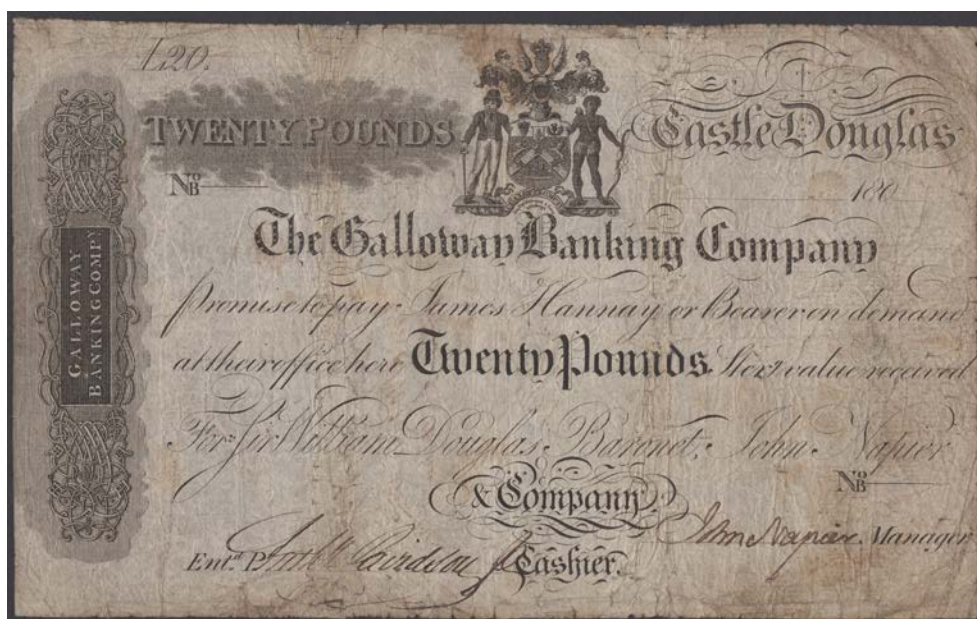 £20.
TWENTY POUNDS
Castle Douglas
No B
180
The Galloway Banking Company
Promise to pay James Hannay or Bearer on demand
at their office here Twenty Pounds Ster. value received
For Sir William Douglas, Baronet, John Napier
No B
& Company
John Napier Manager
Entd. P. Cashier.
GALLOWAY
BANKING COMPY